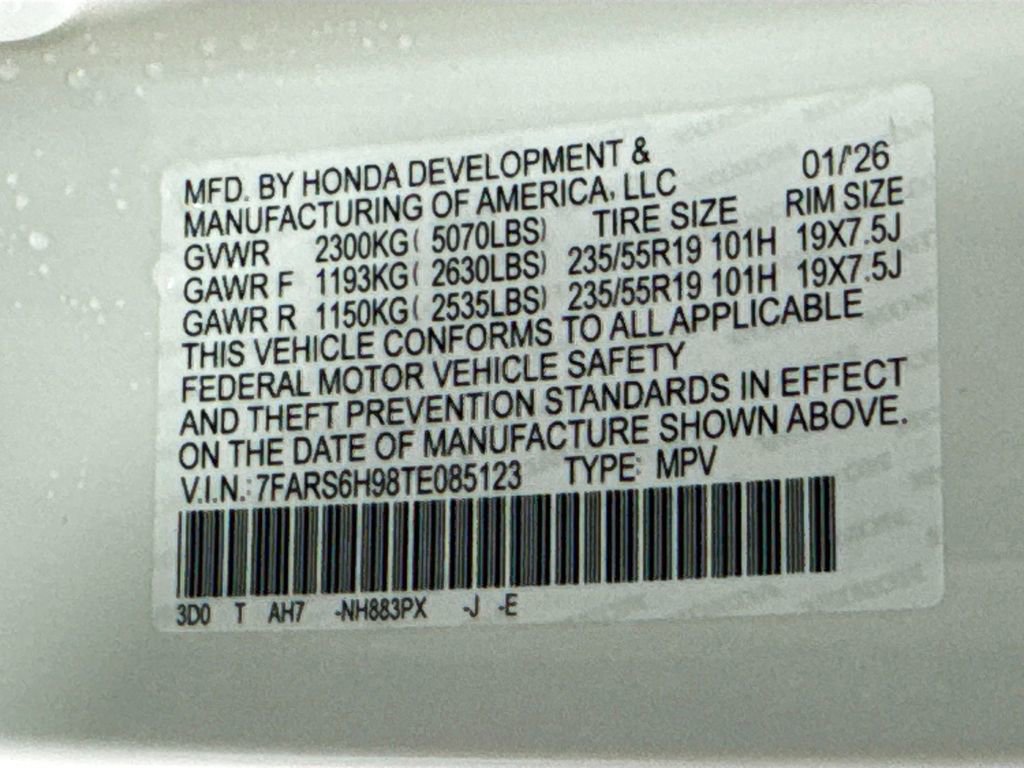 MFD. BY HONDA DEVELOPMENT & 01/'26
MANUFACTURING OF AMERICA, LLC TIRE SIZE RIM SIZE
GVWR 2300KG( 5070LBS)
GAWR F 1193KG( 2630LBS) 235/55R19 101H 19X7.5J
GAWR R 1150KG( 2535LBS) 235/55R19 101H 19X7.5J
THIS VEHICLE CONFORMS TO ALL APPLICABLE
FEDERAL MOTOR VEHICLE SAFETY
AND THEFT PREVENTION STANDARDS IN EFFECT
ON THE DATE OF MANUFACTURE SHOWN ABOVE.
V.I.N.: 7FARS6H98TE085123 TYPE: MPV
3D0 T AH7 -NH883PX -J -E